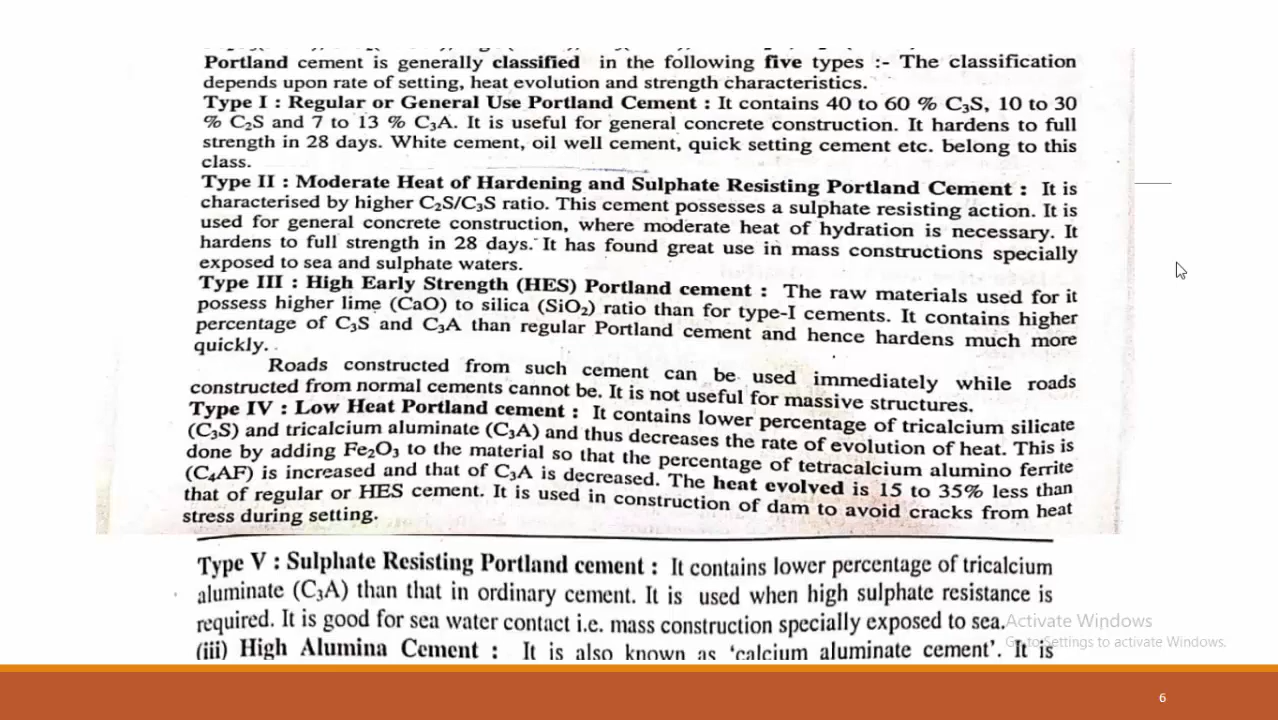 Portland cement is generally classified in the following five types :- The classification
depends upon rate of setting, heat evolution and strength characteristics.
Type I : Regular or General Use Portland Cement : It contains 40 to 60 % C₃S, 10 to 30
% C₂S and 7 to 13 % C₃A. It is useful for general concrete construction. It hardens to full
strength in 28 days. White cement, oil well cement, quick setting cement etc. belong to this
class.
Type II : Moderate Heat of Hardening and Sulphate Resisting Portland Cement : It is
characterised by higher C₂S/C₃S ratio. This cement possesses a sulphate resisting action. It is
used for general concrete construction, where moderate heat of hydration is necessary. It
hardens to full strength in 28 days. It has found great use in mass constructions specially
exposed to sea and sulphate waters.
Type III : High Early Strength (HES) Portland cement : The raw materials used for it
possess higher lime (CaO) to silica (SiO₂) ratio than for type-I cements. It contains higher
percentage of C₃S and C₃A than regular Portland cement and hence hardens much more
quickly.
Roads constructed from such cement can be used immediately while roads
constructed from normal cements cannot be. It is not useful for massive structures.
Type IV : Low Heat Portland cement : It contains lower percentage of tricalcium silicate
(C₃S) and tricalcium aluminate (C₃A) and thus decreases the rate of evolution of heat. This is
done by adding Fe₂O₃ to the material so that the percentage of tetracalcium alumino ferrite
(C₄AF) is increased and that of C₃A is decreased. The heat evolved is 15 to 35% less than
that of regular or HES cement. It is used in construction of dam to avoid cracks from heat
stress during setting.
Type V : Sulphate Resisting Portland cement : It contains lower percentage of tricalcium
aluminate (C₃A) than that in ordinary cement. It is used when high sulphate resistance is
required. It is good for sea water contact i.e. mass construction specially exposed to sea.
(iii) High Alumina Cement : It is also known as ‘calcium aluminate cement’. It is
Activate Windows
Go to Settings to activate Windows.
6